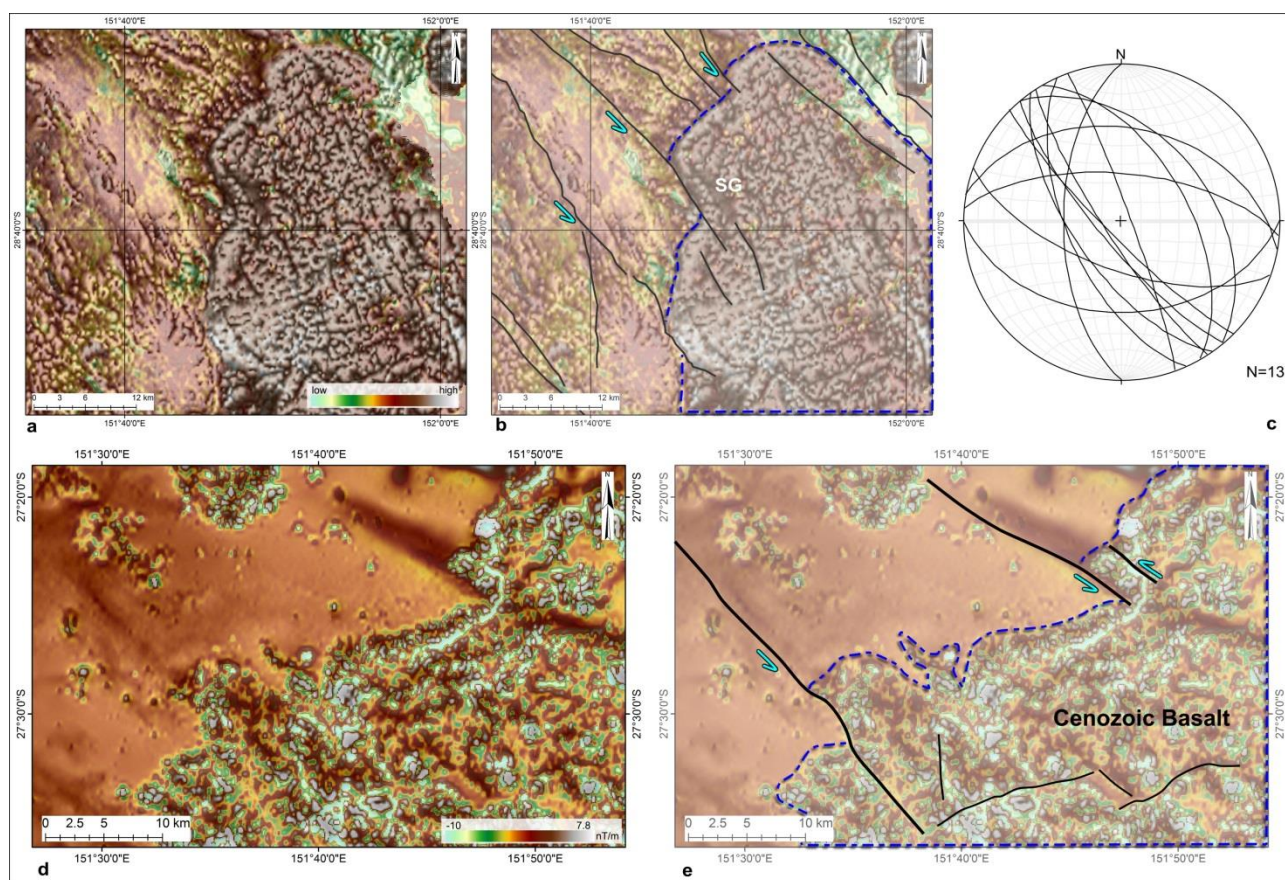 151°40'0"E 152°0'0"E 151°40'0"E 152°0'0"E
N
28°40'0"S
28°40'0"S
SG
low high
0 3 6 12 km
0 3 6 12 km
N=13
151°40'0"E 152°0'0"E 151°40'0"E 152°0'0"E
a b c
151°30'0"E 151°40'0"E 151°50'0"E 151°30'0"E 151°40'0"E 151°50'0"E
27°20'0"S
27°20'0"S
27°30'0"S
27°30'0"S
Cenozoic Basalt
-10 7.8
nT/m
0 2.5 5 10 km
0 2.5 5 10 km
151°30'0"E 151°40'0"E 151°50'0"E 151°30'0"E 151°40'0"E 151°50'0"E
d e